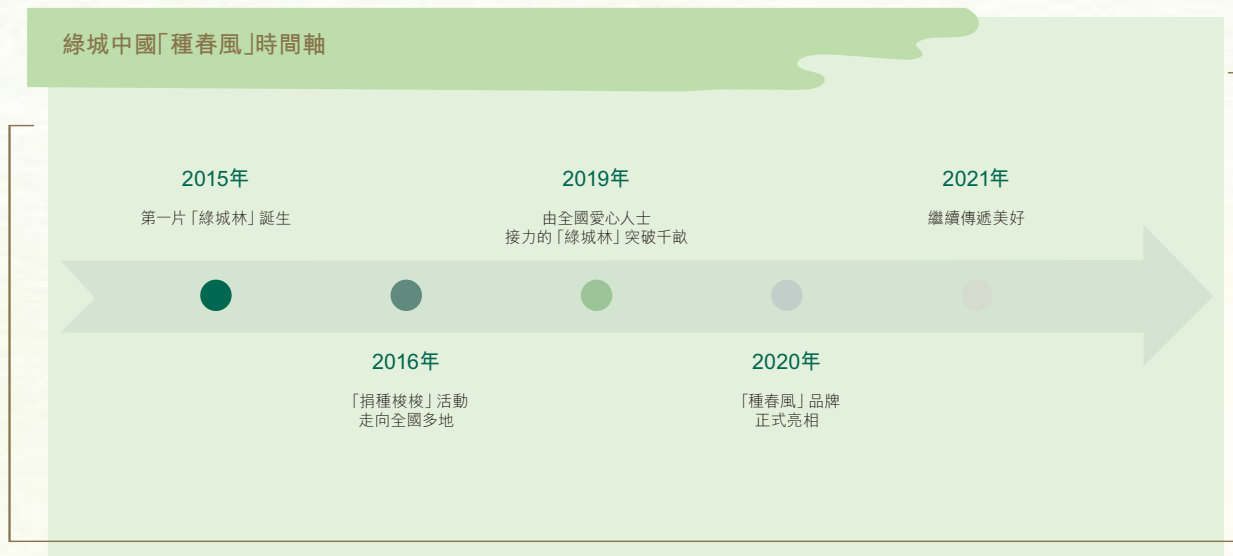 綠城中國「種春風」時間軸
2015年
第一片「綠城林」誕生
2016年
「捐種梭梭」活動
走向全國多地
2019年
由全國愛心人士
接力的「綠城林」突破千畝
2020年
「種春風」品牌
正式亮相
2021年
繼續傳遞美好